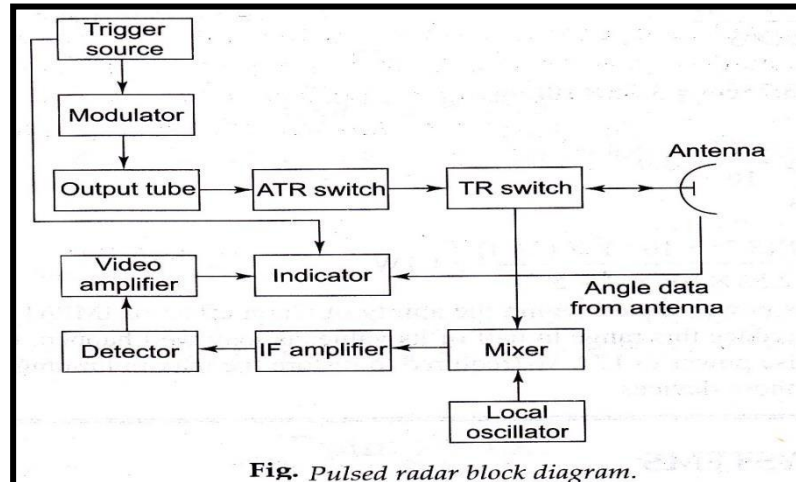 Trigger
source
Modulator
Antenna
Output tube
ATR switch
TR switch
Video
amplifier
Indicator
Angle data
from antenna
Detector
IF amplifier
Mixer
Local
oscillator
Fig. Pulsed radar block diagram.